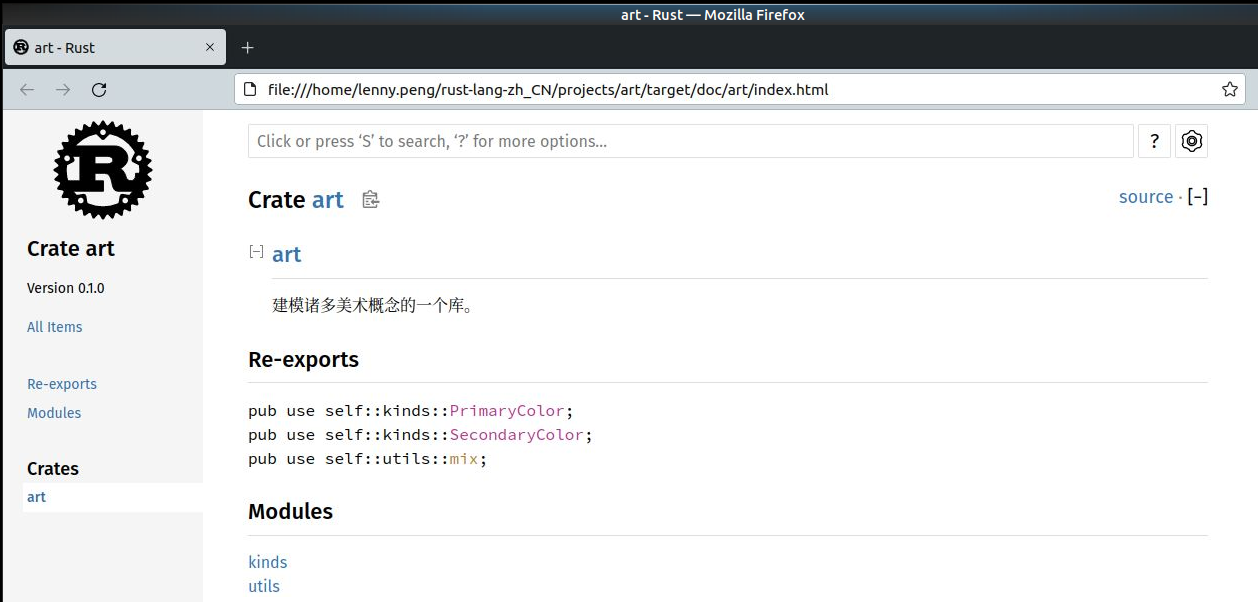 art - Rust — Mozilla Firefox
art - Rust
file:///home/lenny.peng/rust-lang-zh_CN/projects/art/target/doc/art/index.html
R
Crate art
Version 0.1.0
All Items
Re-exports
Modules
Crates
art
Click or press ‘S’ to search, ‘?’ for more options...
?
Crate art
source · [-]
[-] art
建模诸多美术概念的一个库。
Re-exports
pub use self::kinds::PrimaryColor;
pub use self::kinds::SecondaryColor;
pub use self::utils::mix;
Modules
kinds
utils